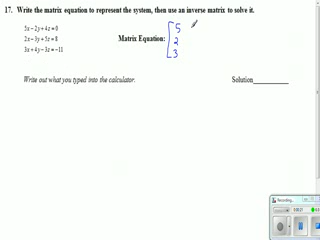 17. Write the matrix equation to represent the system, then use an inverse matrix to solve it.
5x – 2y + 4z = 0
2x – 3y + 5z = 8
3x + 4y – 3z = –11
Matrix Equation:
5
2
3
Write out what you typed into the calculator. Solution